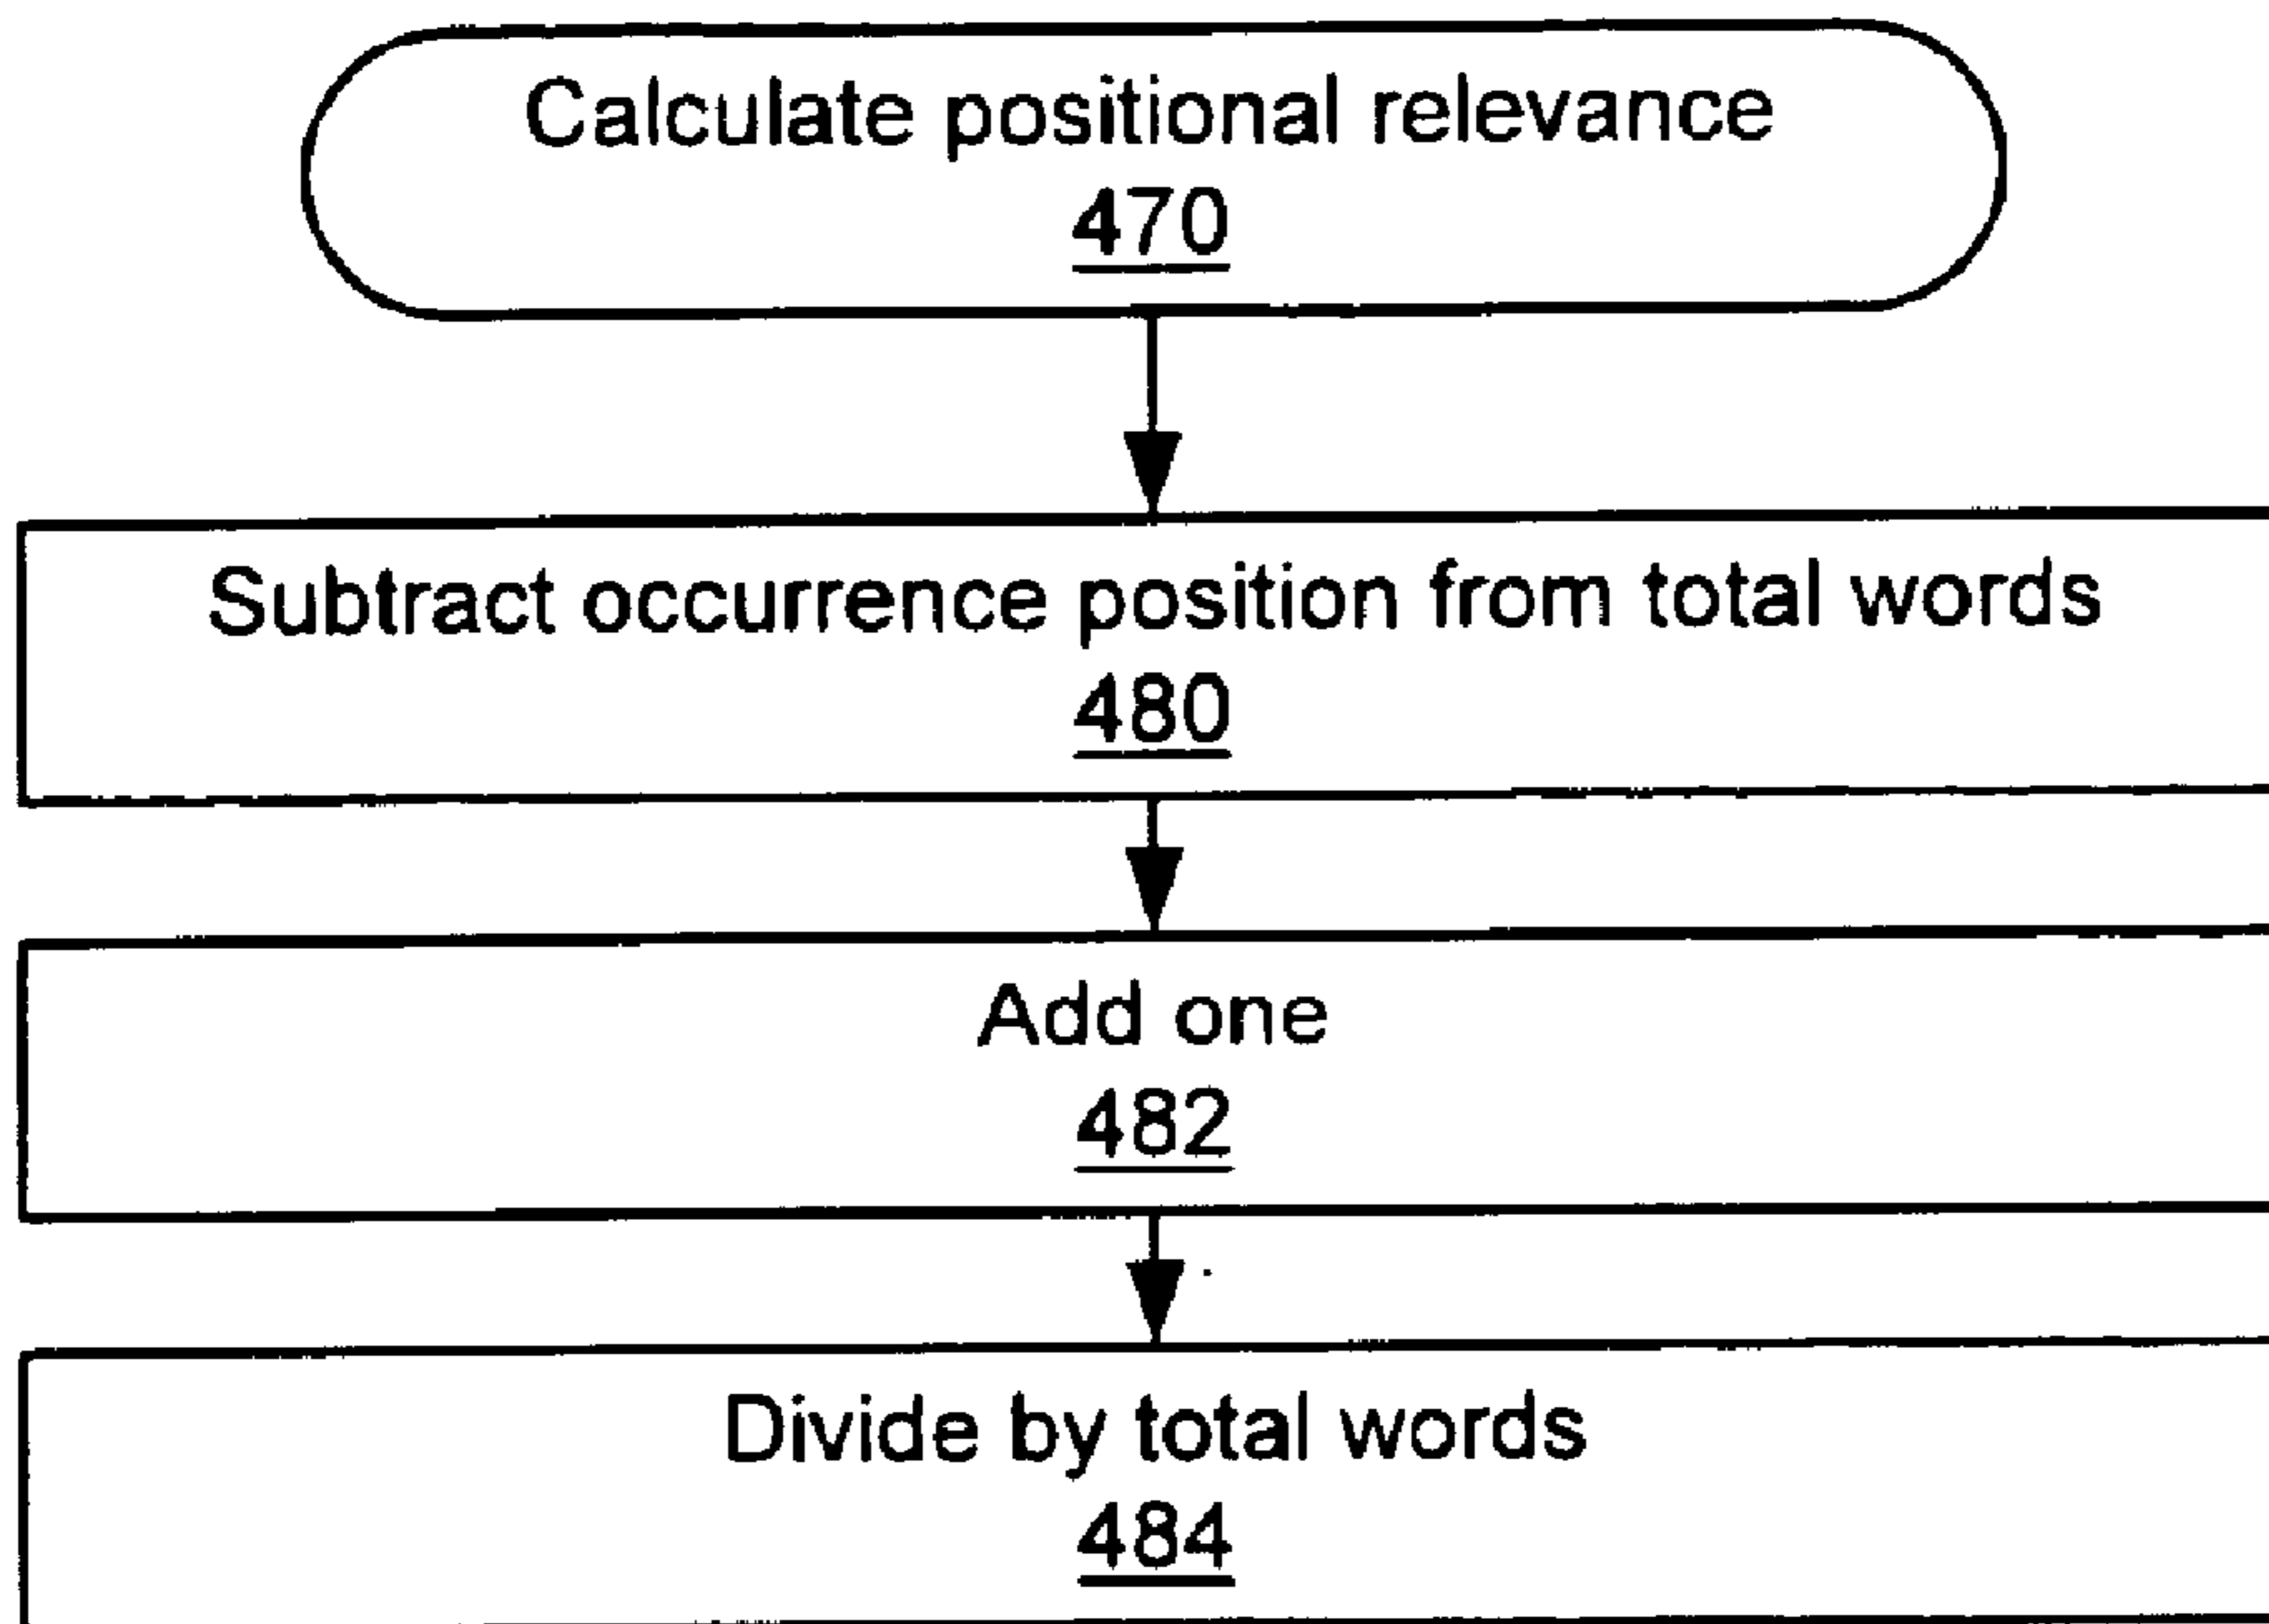 Calculate positional relevance
470
Subtract occurrence position from total words
480
Add one
482
Divide by total words
484